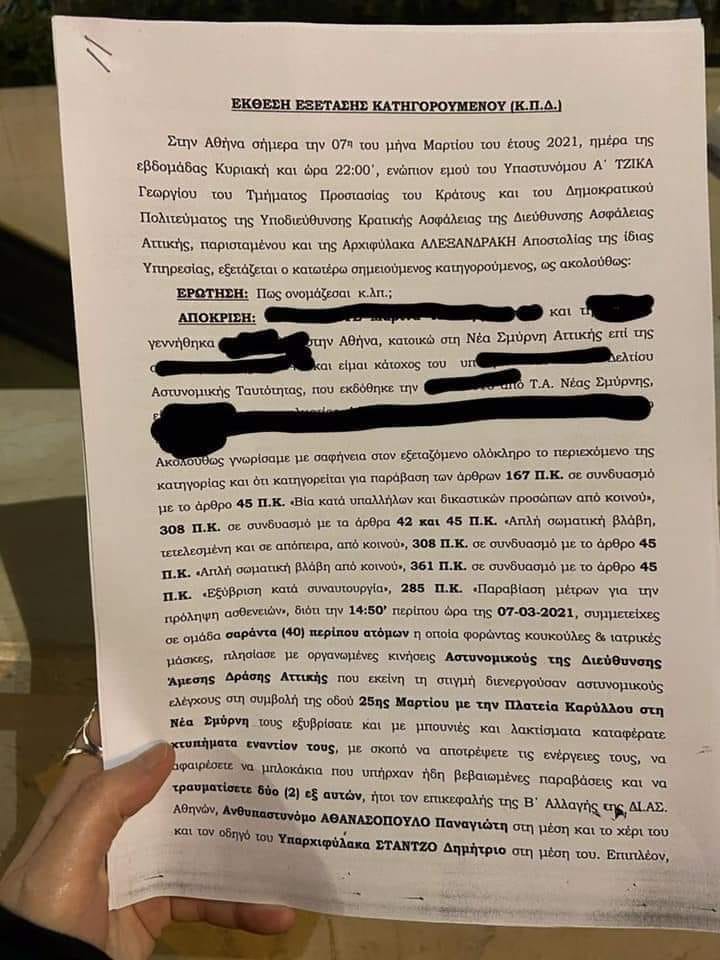 ΕΚΘΕΣΗ ΕΞΕΤΑΣΗΣ ΚΑΤΗΓΟΡΟΥΜΕΝΟΥ (Κ.Π.Δ.)
Στην Αθήνα σήμερα την 07η του μήνα Μαρτίου του έτους 2021, ημέρα της
εβδομάδας Κυριακή και ώρα 22:00', ενώπιον εμού του Υπαστυνόμου Α' ΤΖΙΚΑ
Γεωργίου του Τμήματος Προστασίας του Κράτους και του Δημοκρατικού
Πολιτεύματος της Υποδιεύθυνσης Κρατικής Ασφάλειας της Διεύθυνσης Ασφάλειας
Αττικής, παρισταμένου και της Αρχιφύλακα ΑΛΕΞΑΝΔΡΑΚΗ Αποστολίας της ίδιας
Υπηρεσίας, εξετάζεται ο κατωτέρω σημειούμενος κατηγορούμενος, ως ακολούθως:
ΕΡΩΤΗΣΗ: Πως ονομάζεσαι κ.λπ.;
ΑΠΟΚΡΙΣΗ: και
γεννήθηκα στην Αθήνα, κατοικώ στη Νέα Σμύρνη Αττικής επί της
και είμαι κάτοχος του Δελτίου
Αστυνομικής Ταυτότητας, που εκδόθηκε την από Τ.Α. Νέας Σμύρνης,
Ακολούθως γνωρίσαμε με σαφήνεια στον εξεταζόμενο ολόκληρο το περιεχόμενο της
κατηγορίας και ότι κατηγορείται για παράβαση των άρθρων 167 Π.Κ. σε συνδυασμό
με το άρθρο 45 Π.Κ. «Βία κατά υπαλλήλων και δικαστικών προσώπων από κοινού»,
308 Π.Κ. σε συνδυασμό με τα άρθρα 42 και 45 Π.Κ. «Απλή σωματική βλάβη,
τετελεσμένη και σε απόπειρα, από κοινού», 308 Π.Κ. σε συνδυασμό με το άρθρο 45
Π.Κ. «Απλή σωματική βλάβη από κοινού», 361 Π.Κ. σε συνδυασμό με το άρθρο 45
Π.Κ. «Εξύβριση κατά συναυτουργία», 285 Π.Κ. «Παραβίαση μέτρων για την
πρόληψη ασθενειών», διότι την 14:50' περίπου ώρα της 07-03-2021, συμμετείχες
σε ομάδα σαράντα (40) περίπου ατόμων η οποία φορώντας κουκούλες & ιατρικές
μάσκες, πλησίασε με οργανωμένες κινήσεις Αστυνομικούς της Διεύθυνσης
Άμεσης Δράσης Αττικής που εκείνη τη στιγμή διενεργούσαν αστυνομικούς
ελέγχους στη συμβολή της οδού 25ης Μαρτίου με την Πλατεία Καρύλλου στη
Νέα Σμύρνη τους εξυβρίσατε και με μπουνιές και λακτίσματα καταφέρατε
κτυπήματα εναντίον τους, με σκοπό να αποτρέψετε τις ενέργειες τους, να
αφαιρέσετε να μπλοκάκια που υπήρχαν ήδη βεβαιωμένες παραβάσεις και να
τραυματίσετε δύο (2) εξ αυτών, ήτοι τον επικεφαλής της Β' Αλλαγής της ΔΙ.ΑΣ.
Αθηνών, Ανθυπαστυνόμο ΑΘΑΝΑΣΟΠΟΥΛΟ Παναγιώτη στη μέση και το χέρι του
και τον οδηγό του Υπαρχιφύλακα ΣΤΑΝΤΖΟ Δημήτριο στη μέση του. Επιπλέον,